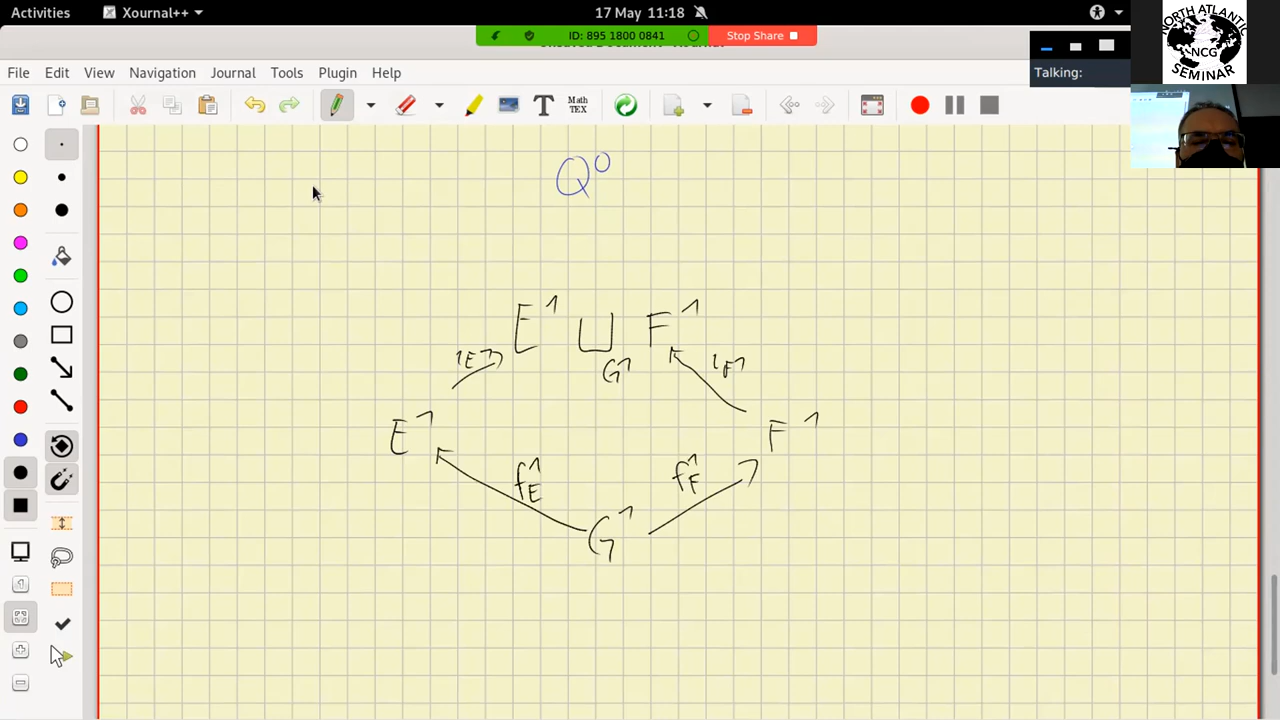 Activities Xournal++ 17 May 11:18
ID: 895 1800 0841 Stop Share
NORTH ATLANTIC NCG SEMINAR
File Edit View Navigation Journal Tools Plugin Help
Talking:
Math TEX
Q⁰
E¹ ⊔ F¹
G¹
ι_E¹ ι_F¹
E¹ F¹
f¹_E f¹_F
G¹